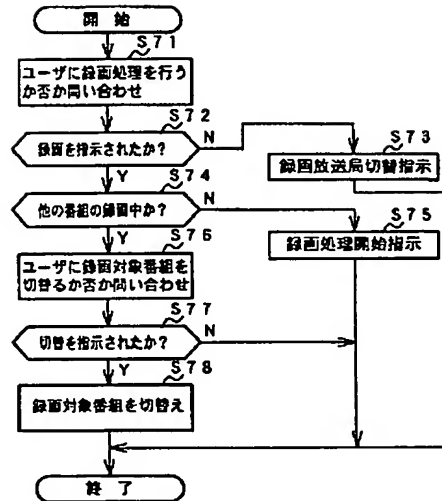 開 始
S71
ユーザに録画処理を行う
か否か問い合わせ
S72
録画を指示されたか?
N
S73
録画放送局切替指示
Y
S74
他の番組の録画中か?
N
S75
録画処理開始指示
Y
S76
ユーザに録画対象番組を
切替るか否か問い合わせ
S77
切替を指示されたか?
N
Y
S78
録画対象番組を切替え
終 了